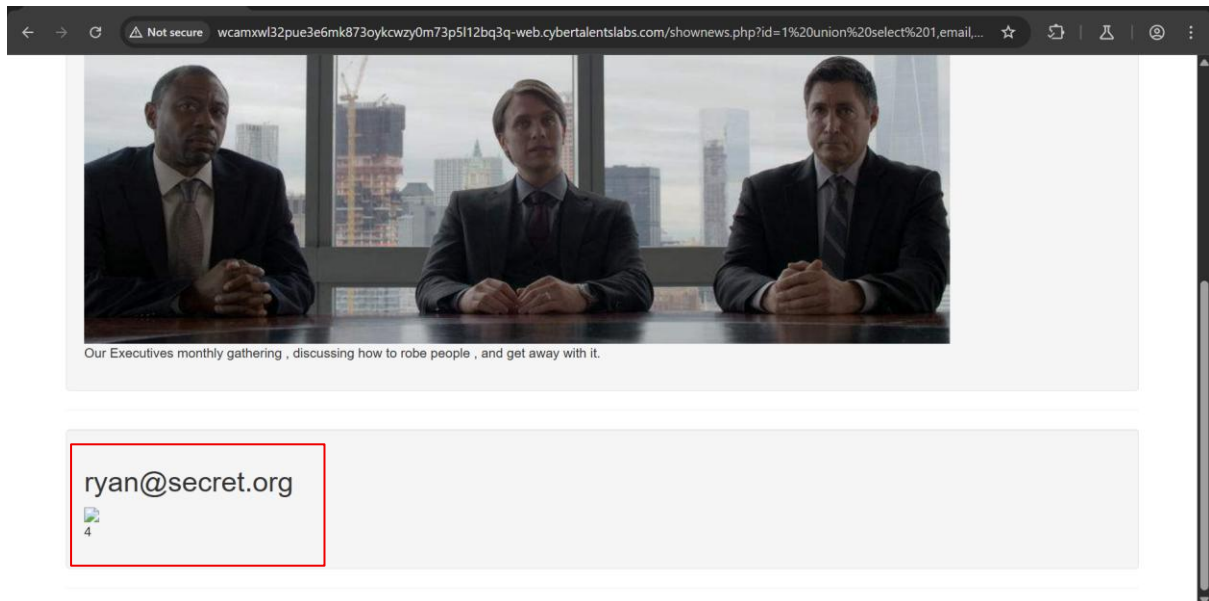 Not secure wcamxwl32pue3e6mk873oykcwzy0m73p5l12bq3q-web.cybertalentslabs.com/shownews.php?id=1%20union%20select%201,email,...
Our Executives monthly gathering , discussing how to robe people , and get away with it.
ryan@secret.org
4